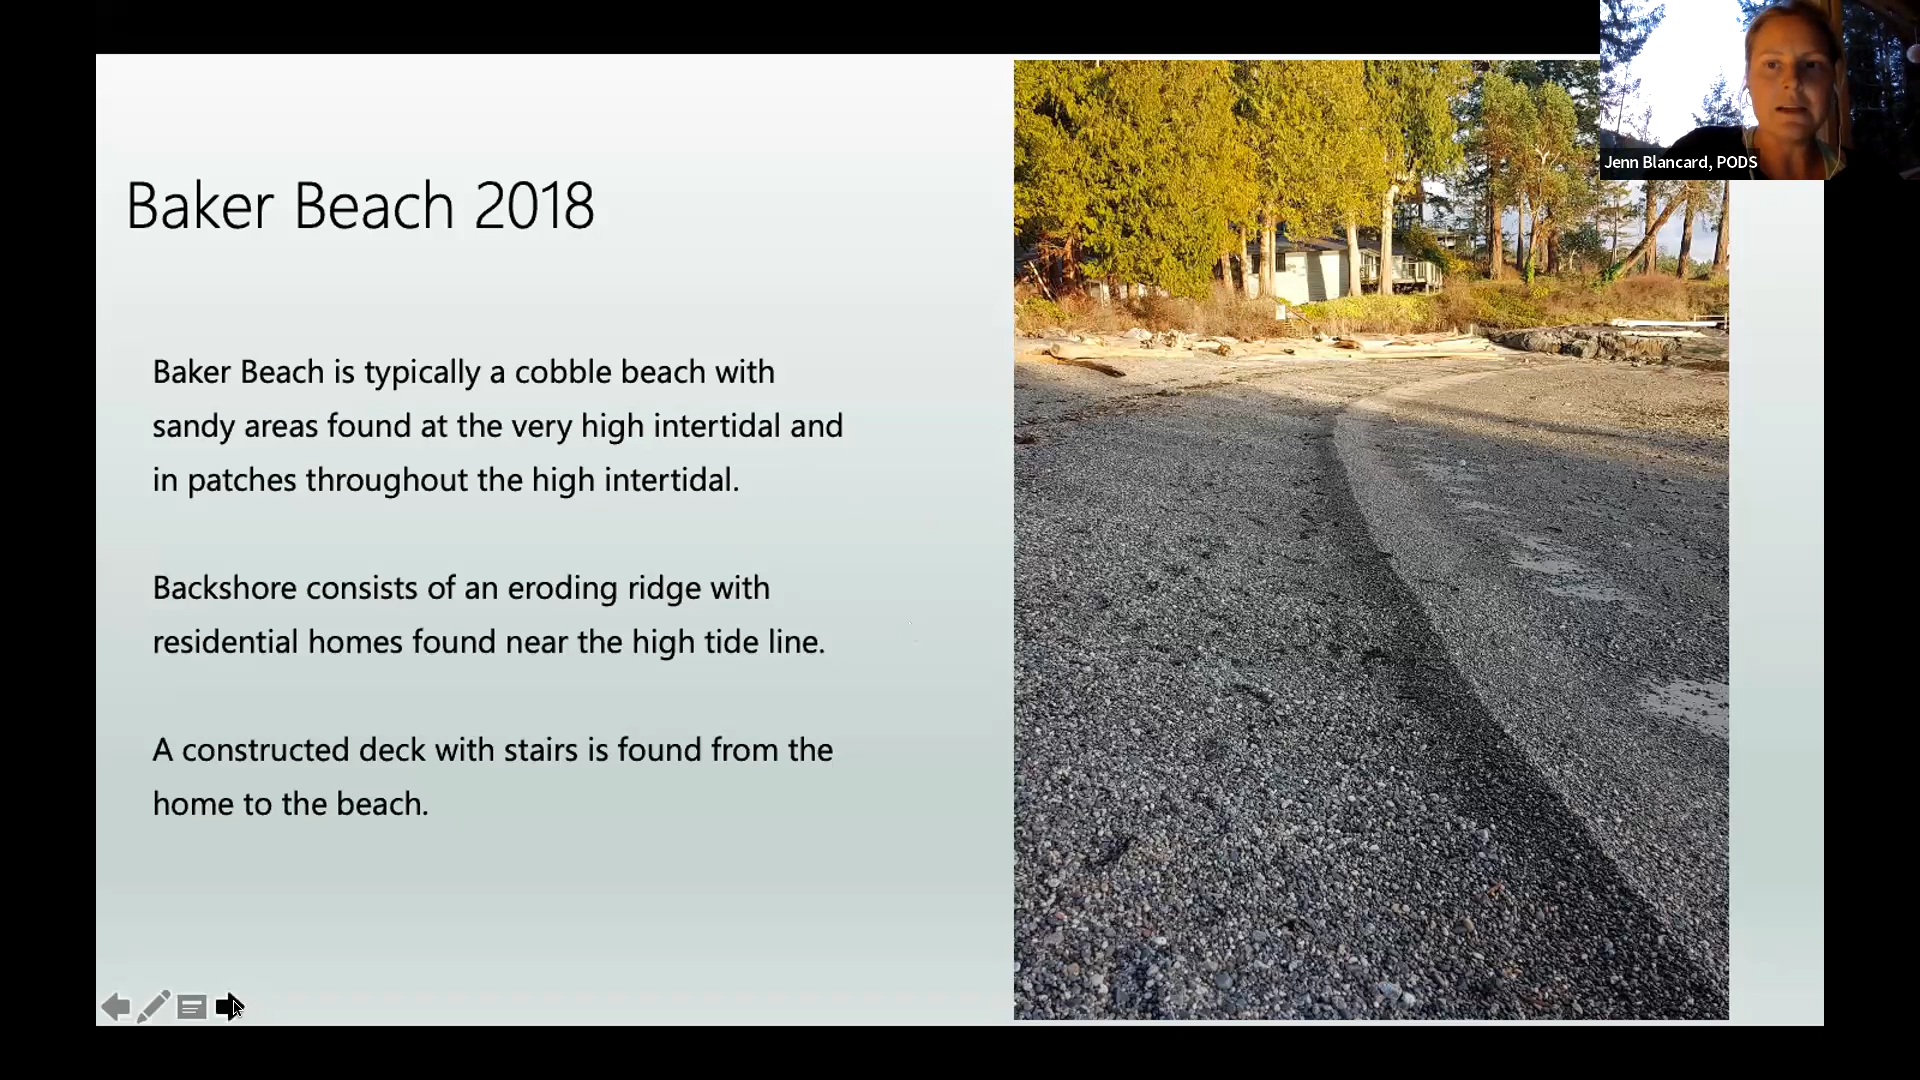 Jenn Blancard, PODS
Baker Beach 2018
Baker Beach is typically a cobble beach with
sandy areas found at the very high intertidal and
in patches throughout the high intertidal.
Backshore consists of an eroding ridge with
residential homes found near the high tide line.
A constructed deck with stairs is found from the
home to the beach.